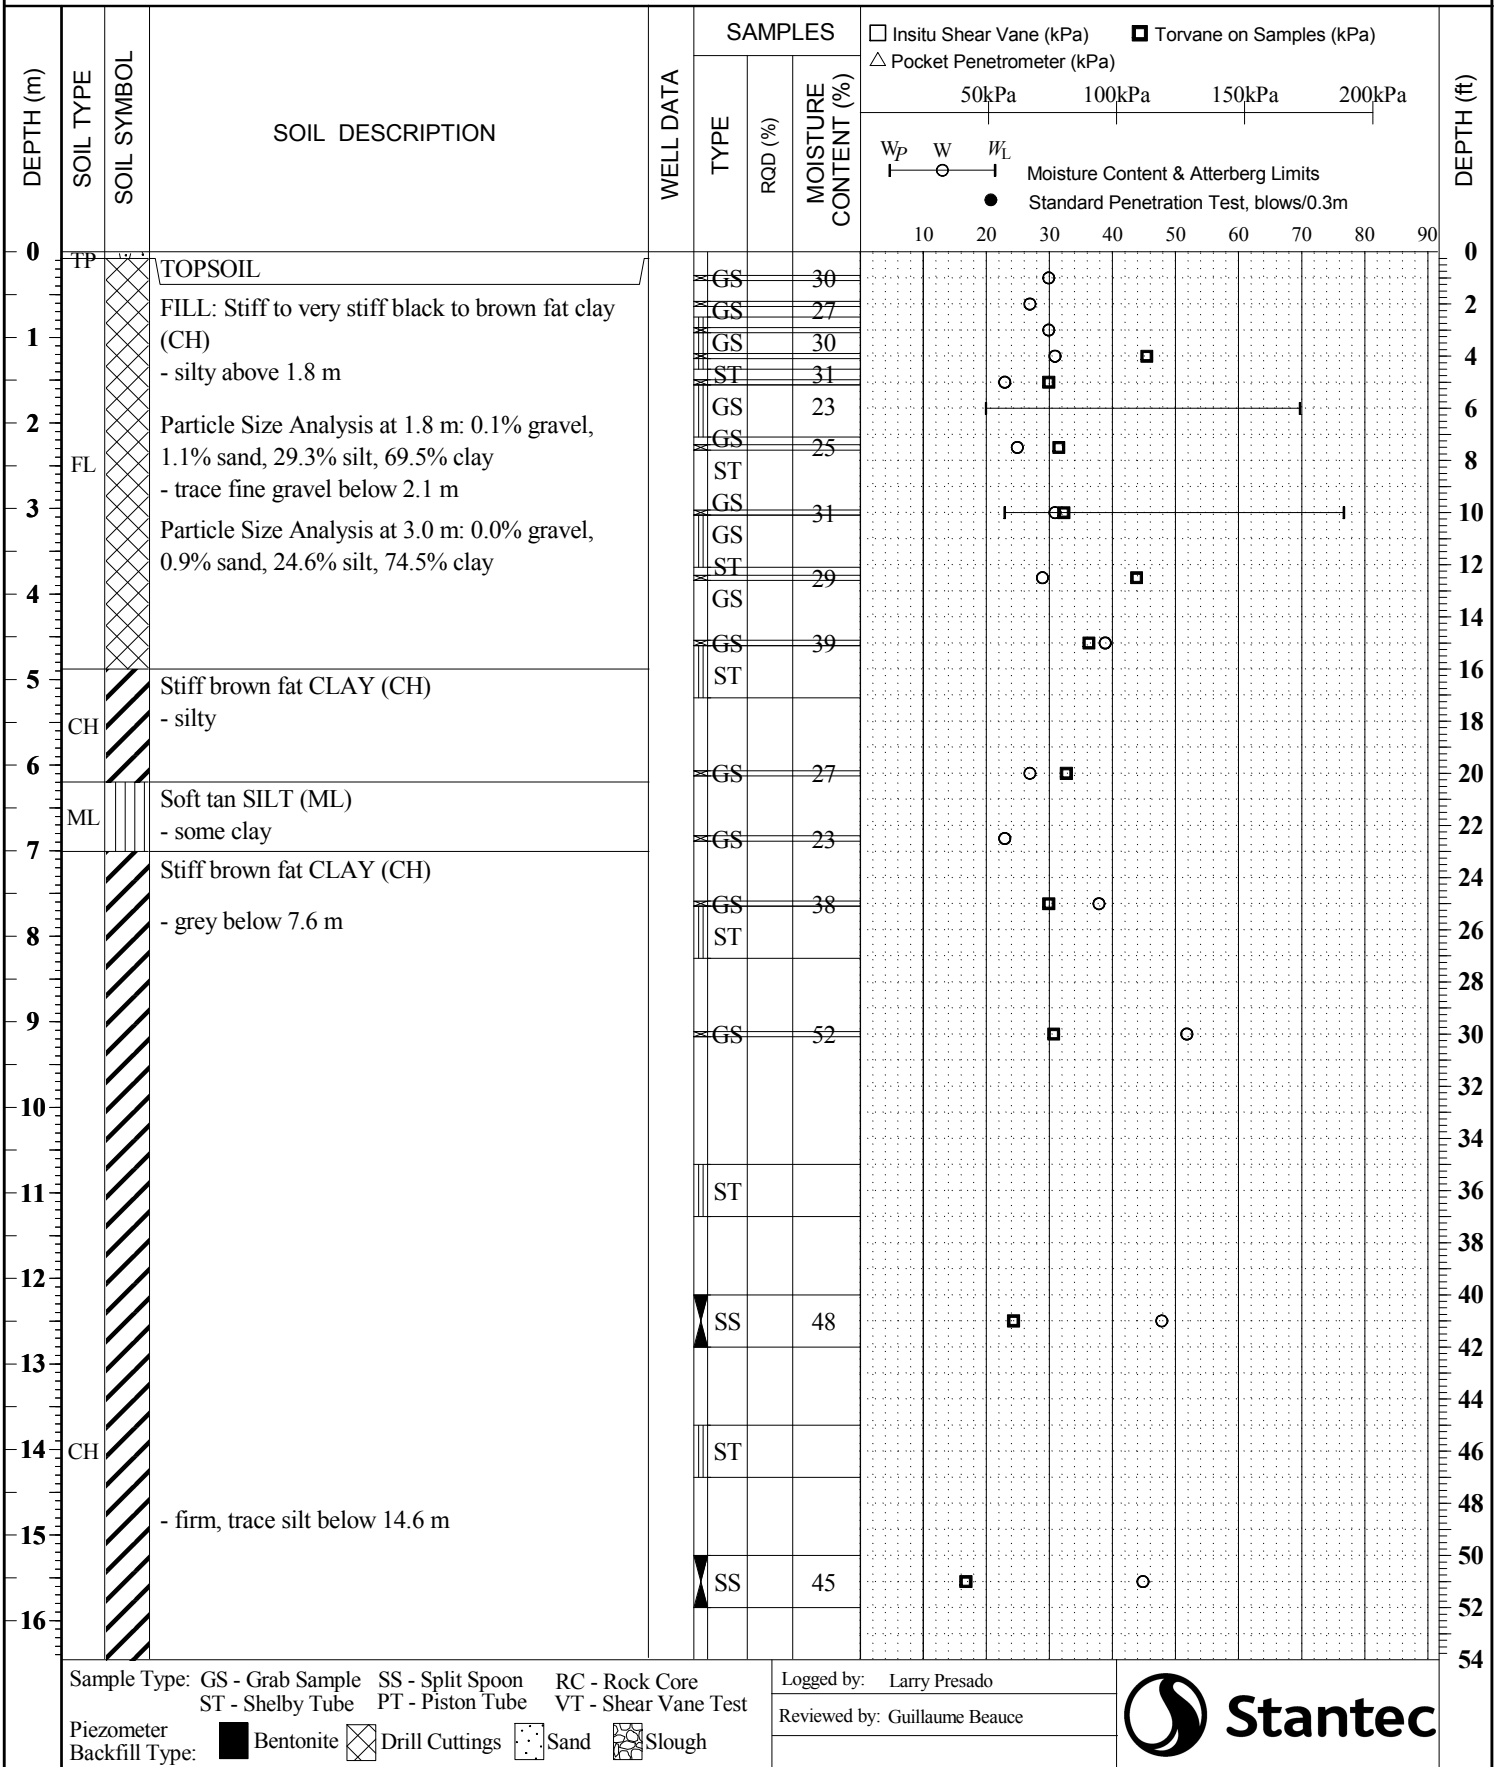 SAMPLES
DEPTH (m)
SOIL TYPE
SOIL SYMBOL
SOIL DESCRIPTION
WELL DATA
TYPE
RQD (%)
MOISTURE CONTENT (%)
Insitu Shear Vane (kPa) Torvane on Samples (kPa)
Pocket Penetrometer (kPa)
50kPa 100kPa 150kPa 200kPa
WP W WL
Moisture Content & Atterberg Limits
Standard Penetration Test, blows/0.3m
10 20 30 40 50 60 70 80 90
DEPTH (ft)
0 TP TOPSOIL 0
GS 30
FILL: Stiff to very stiff black to brown fat clay
GS 27 2
1 (CH) GS 30
- silty above 1.8 m ST 31 4
GS 23 6
2 Particle Size Analysis at 1.8 m: 0.1% gravel,
GS 25
FL 1.1% sand, 29.3% silt, 69.5% clay ST 8
- trace fine gravel below 2.1 m GS
3 31 10
Particle Size Analysis at 3.0 m: 0.0% gravel, GS
0.9% sand, 24.6% silt, 74.5% clay ST
29 12
4 GS
14
GS 39
5 Stiff brown fat CLAY (CH) ST 16
- silty
CH 18
6 GS 27 20
Soft tan SILT (ML)
ML - some clay GS 23 22
7
Stiff brown fat CLAY (CH)
24
GS 38
- grey below 7.6 m
8 ST 26
28
9 GS 52 30
32
10
34
11 ST 36
38
12
40
SS 48
42
13
44
14 CH ST 46
48
- firm, trace silt below 14.6 m
15
50
SS 45
52
16
54
Sample Type: GS - Grab Sample SS - Split Spoon RC - Rock Core
ST - Shelby Tube PT - Piston Tube VT - Shear Vane Test
Piezometer
Backfill Type: Bentonite Drill Cuttings Sand Slough
Logged by: Larry Presado
Reviewed by: Guillaume Beauce
Stantec